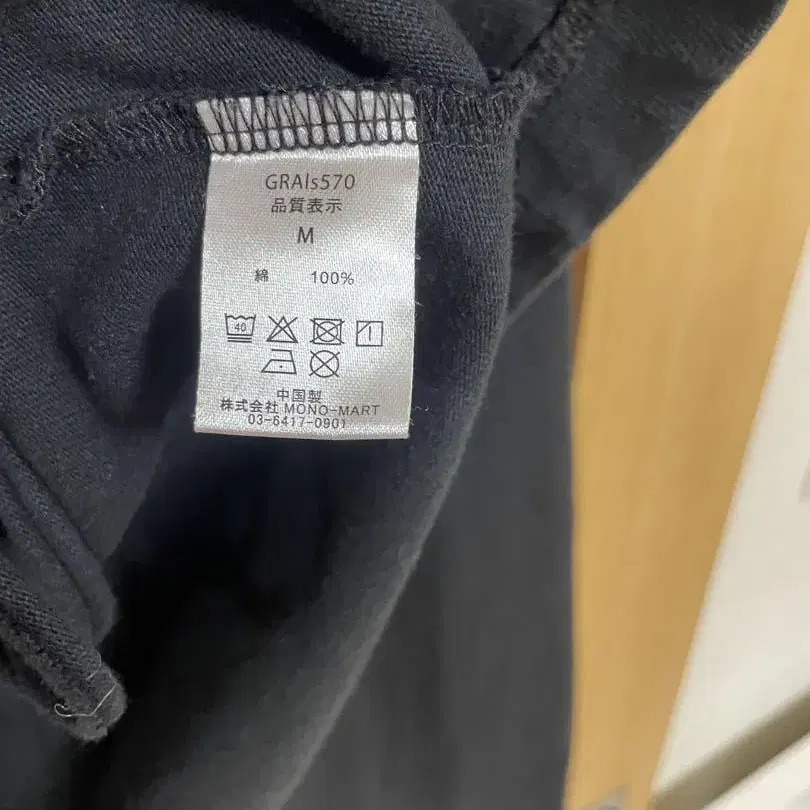 GRAIs570
品質表示
M
綿 100%
40
中国製
株式会社 MONO-MART
03-6417-0901